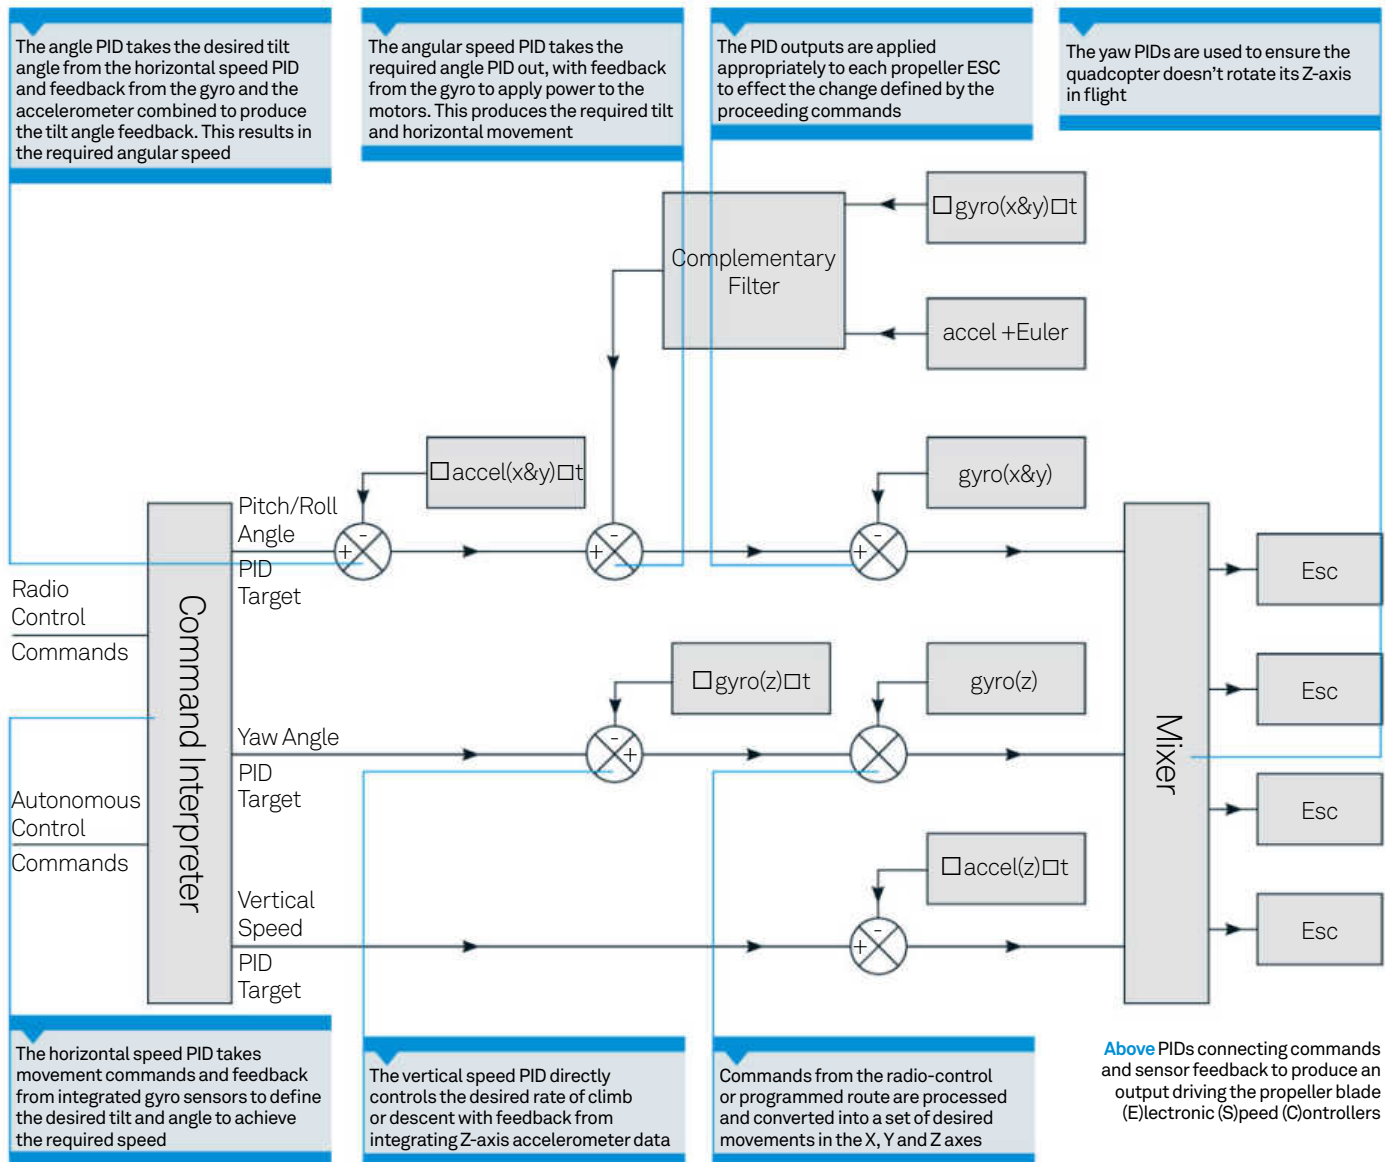 The angle PID takes the desired tilt
angle from the horizontal speed PID
and feedback from the gyro and the
accelerometer combined to produce
the tilt angle feedback. This results in
the required angular speed
The angular speed PID takes the
required angle PID out, with feedback
from the gyro to apply power to the
motors. This produces the required tilt
and horizontal movement
The PID outputs are applied
appropriately to each propeller ESC
to effect the change defined by the
proceeding commands
The yaw PIDs are used to ensure the
quadcopter doesn't rotate its Z-axis
in flight
□gyro(x&y)□t
Complementary
Filter
accel +Euler
□accel(x&y)□t
gyro(x&y)
Pitch/Roll
Angle
PID
Target
+
-
+
-
+
-
Esc
Radio
Control
Commands
Command Interpreter
□gyro(z)□t
gyro(z)
Esc
Mixer
Yaw Angle
PID
Target
-
+
Autonomous
Control
Commands
Esc
□accel(z)□t
Vertical
Speed
PID
Target
+
-
Esc
The horizontal speed PID takes
movement commands and feedback
from integrated gyro sensors to define
the desired tilt and angle to achieve
the required speed
The vertical speed PID directly
controls the desired rate of climb
or descent with feedback from
integrating Z-axis accelerometer data
Commands from the radio-control
or programmed route are processed
and converted into a set of desired
movements in the X, Y and Z axes
Above PIDs connecting commands
and sensor feedback to produce an
output driving the propeller blade
(E)lectronic (S)peed (C)ontrollers